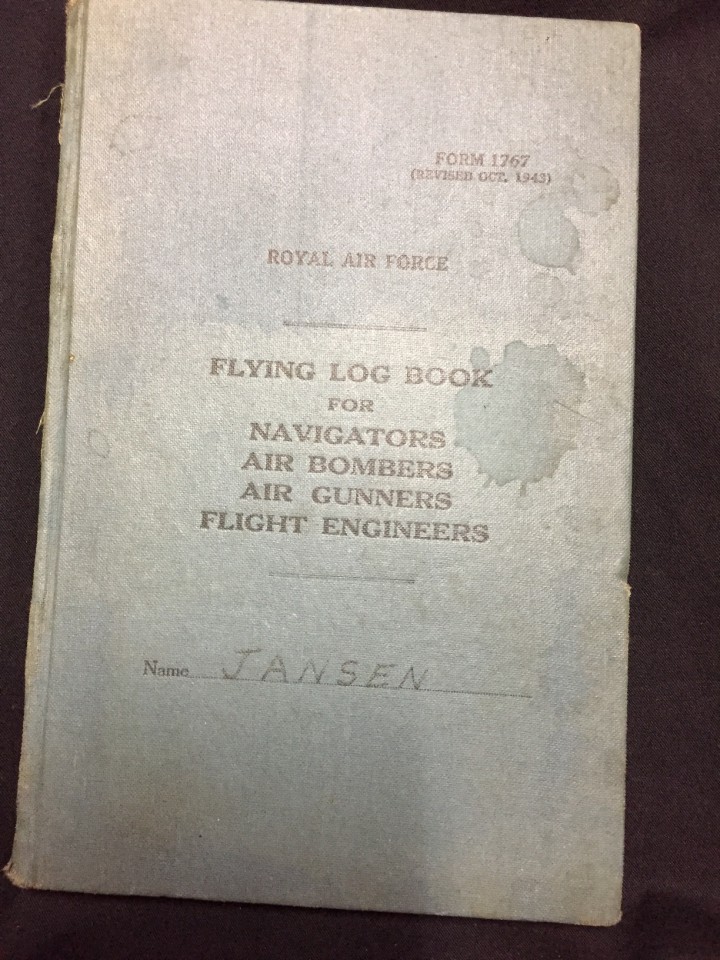 FORM 1767
(REVISED OCT. 1943)
ROYAL AIR FORCE
FLYING LOG BOOK
FOR
NAVIGATORS
AIR BOMBERS
AIR GUNNERS
FLIGHT ENGINEERS
Name JANSEN